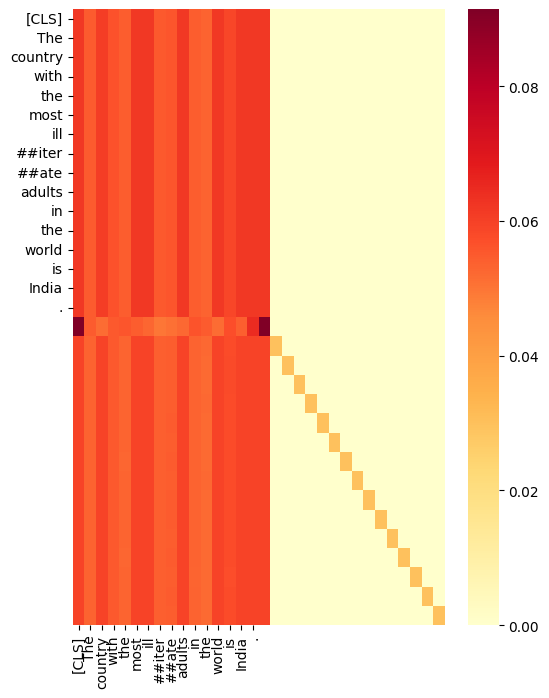 [CLS]
The
country
with
the
most
ill
##iter
##ate
adults
in
the
world
is
India
.
0.08
0.06
0.04
0.02
0.00
[CLS]
The
country
with
the
most
ill
##iter
##ate
adults
in
the
world
is
India
.